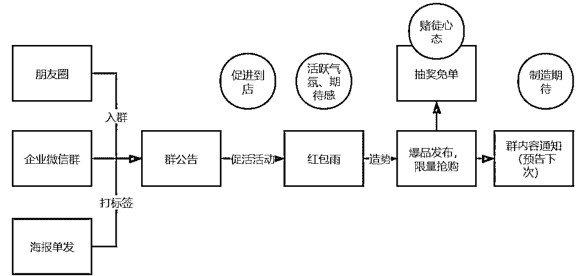 赌徒心
态
朋友圈
促进到
店
活跃气
氛、期
待感
抽奖免单
制造期
待
入群
企业微信群
群公告
促活活动
红包雨
造势
爆品发布，
限量抢购
群内容通知
（预告下
次）
打标签
海报单发